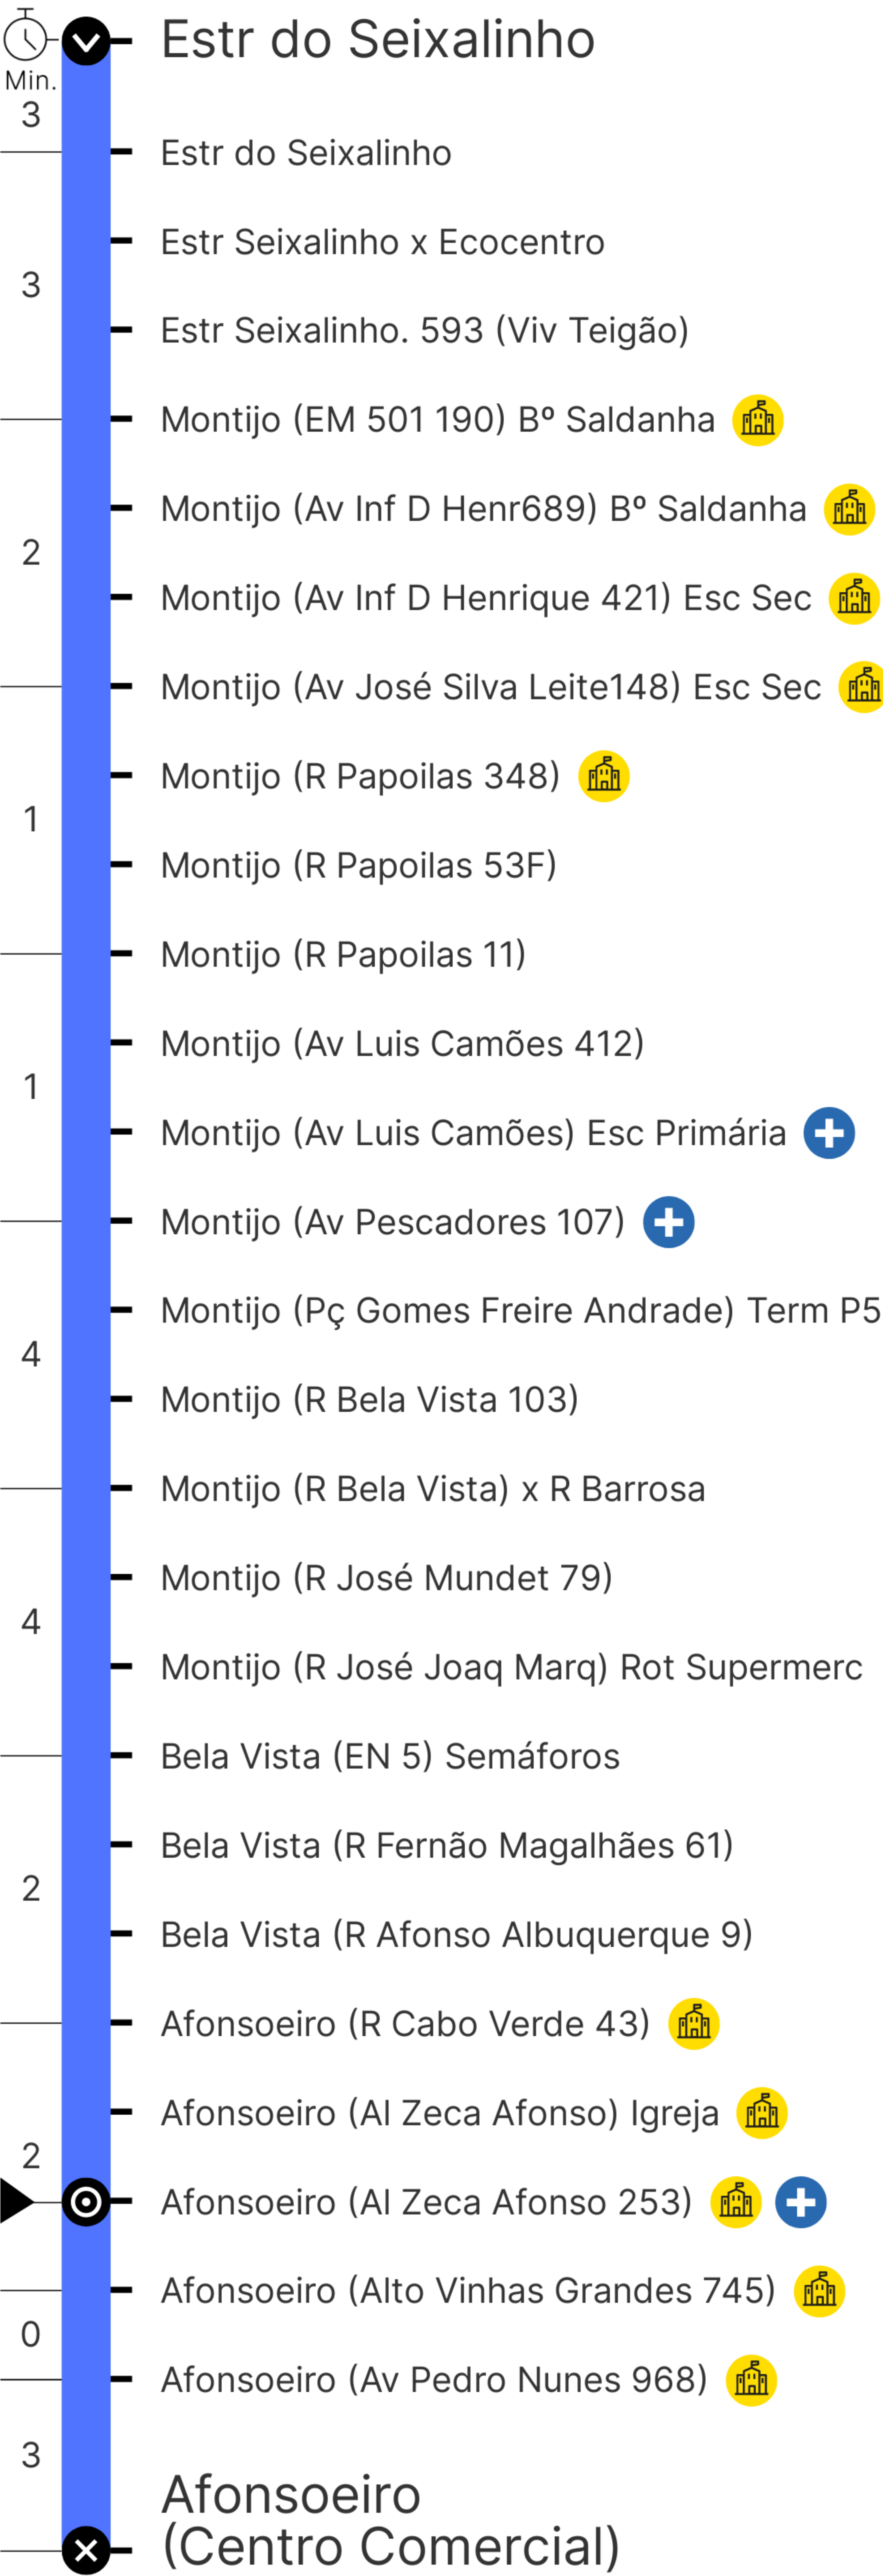 Estr do Seixalinho
Min.
3
Estr do Seixalinho
Estr Seixalinho x Ecocentro
3
Estr Seixalinho. 593 (Viv Teigão)
Montijo (EM 501 190) Bº Saldanha
Montijo (Av Inf D Henr689) Bº Saldanha
2
Montijo (Av Inf D Henrique 421) Esc Sec
Montijo (Av José Silva Leite148) Esc Sec
Montijo (R Papoilas 348)
1
Montijo (R Papoilas 53F)
Montijo (R Papoilas 11)
Montijo (Av Luis Camões 412)
1
Montijo (Av Luis Camões) Esc Primária
Montijo (Av Pescadores 107)
Montijo (Pç Gomes Freire Andrade) Term P5
4
Montijo (R Bela Vista 103)
Montijo (R Bela Vista) x R Barrosa
Montijo (R José Mundet 79)
4
Montijo (R José Joaq Marq) Rot Supermerc
Bela Vista (EN 5) Semáforos
Bela Vista (R Fernão Magalhães 61)
2
Bela Vista (R Afonso Albuquerque 9)
Afonsoeiro (R Cabo Verde 43)
Afonsoeiro (Al Zeca Afonso) Igreja
2
Afonsoeiro (Al Zeca Afonso 253)
Afonsoeiro (Alto Vinhas Grandes 745)
0
Afonsoeiro (Av Pedro Nunes 968)
3
Afonsoeiro
(Centro Comercial)